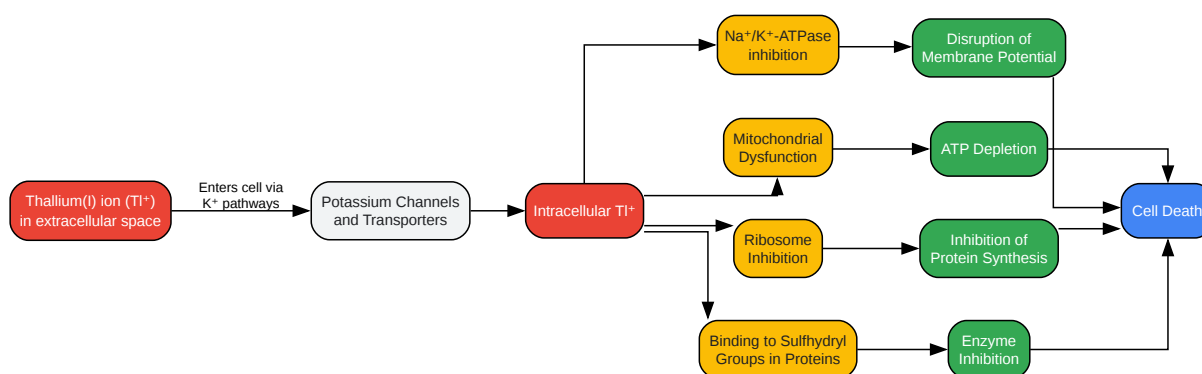 Thallium(I) ion (Tl⁺)
in extracellular space
Enters cell via
K⁺ pathways
Potassium Channels
and Transporters
Intracellular Tl⁺
Na⁺/K⁺-ATPase
inhibition
Disruption of
Membrane Potential
Mitochondrial
Dysfunction
ATP Depletion
Ribosome
Inhibition
Inhibition of
Protein Synthesis
Binding to Sulfhydryl
Groups in Proteins
Enzyme
Inhibition
Cell Death